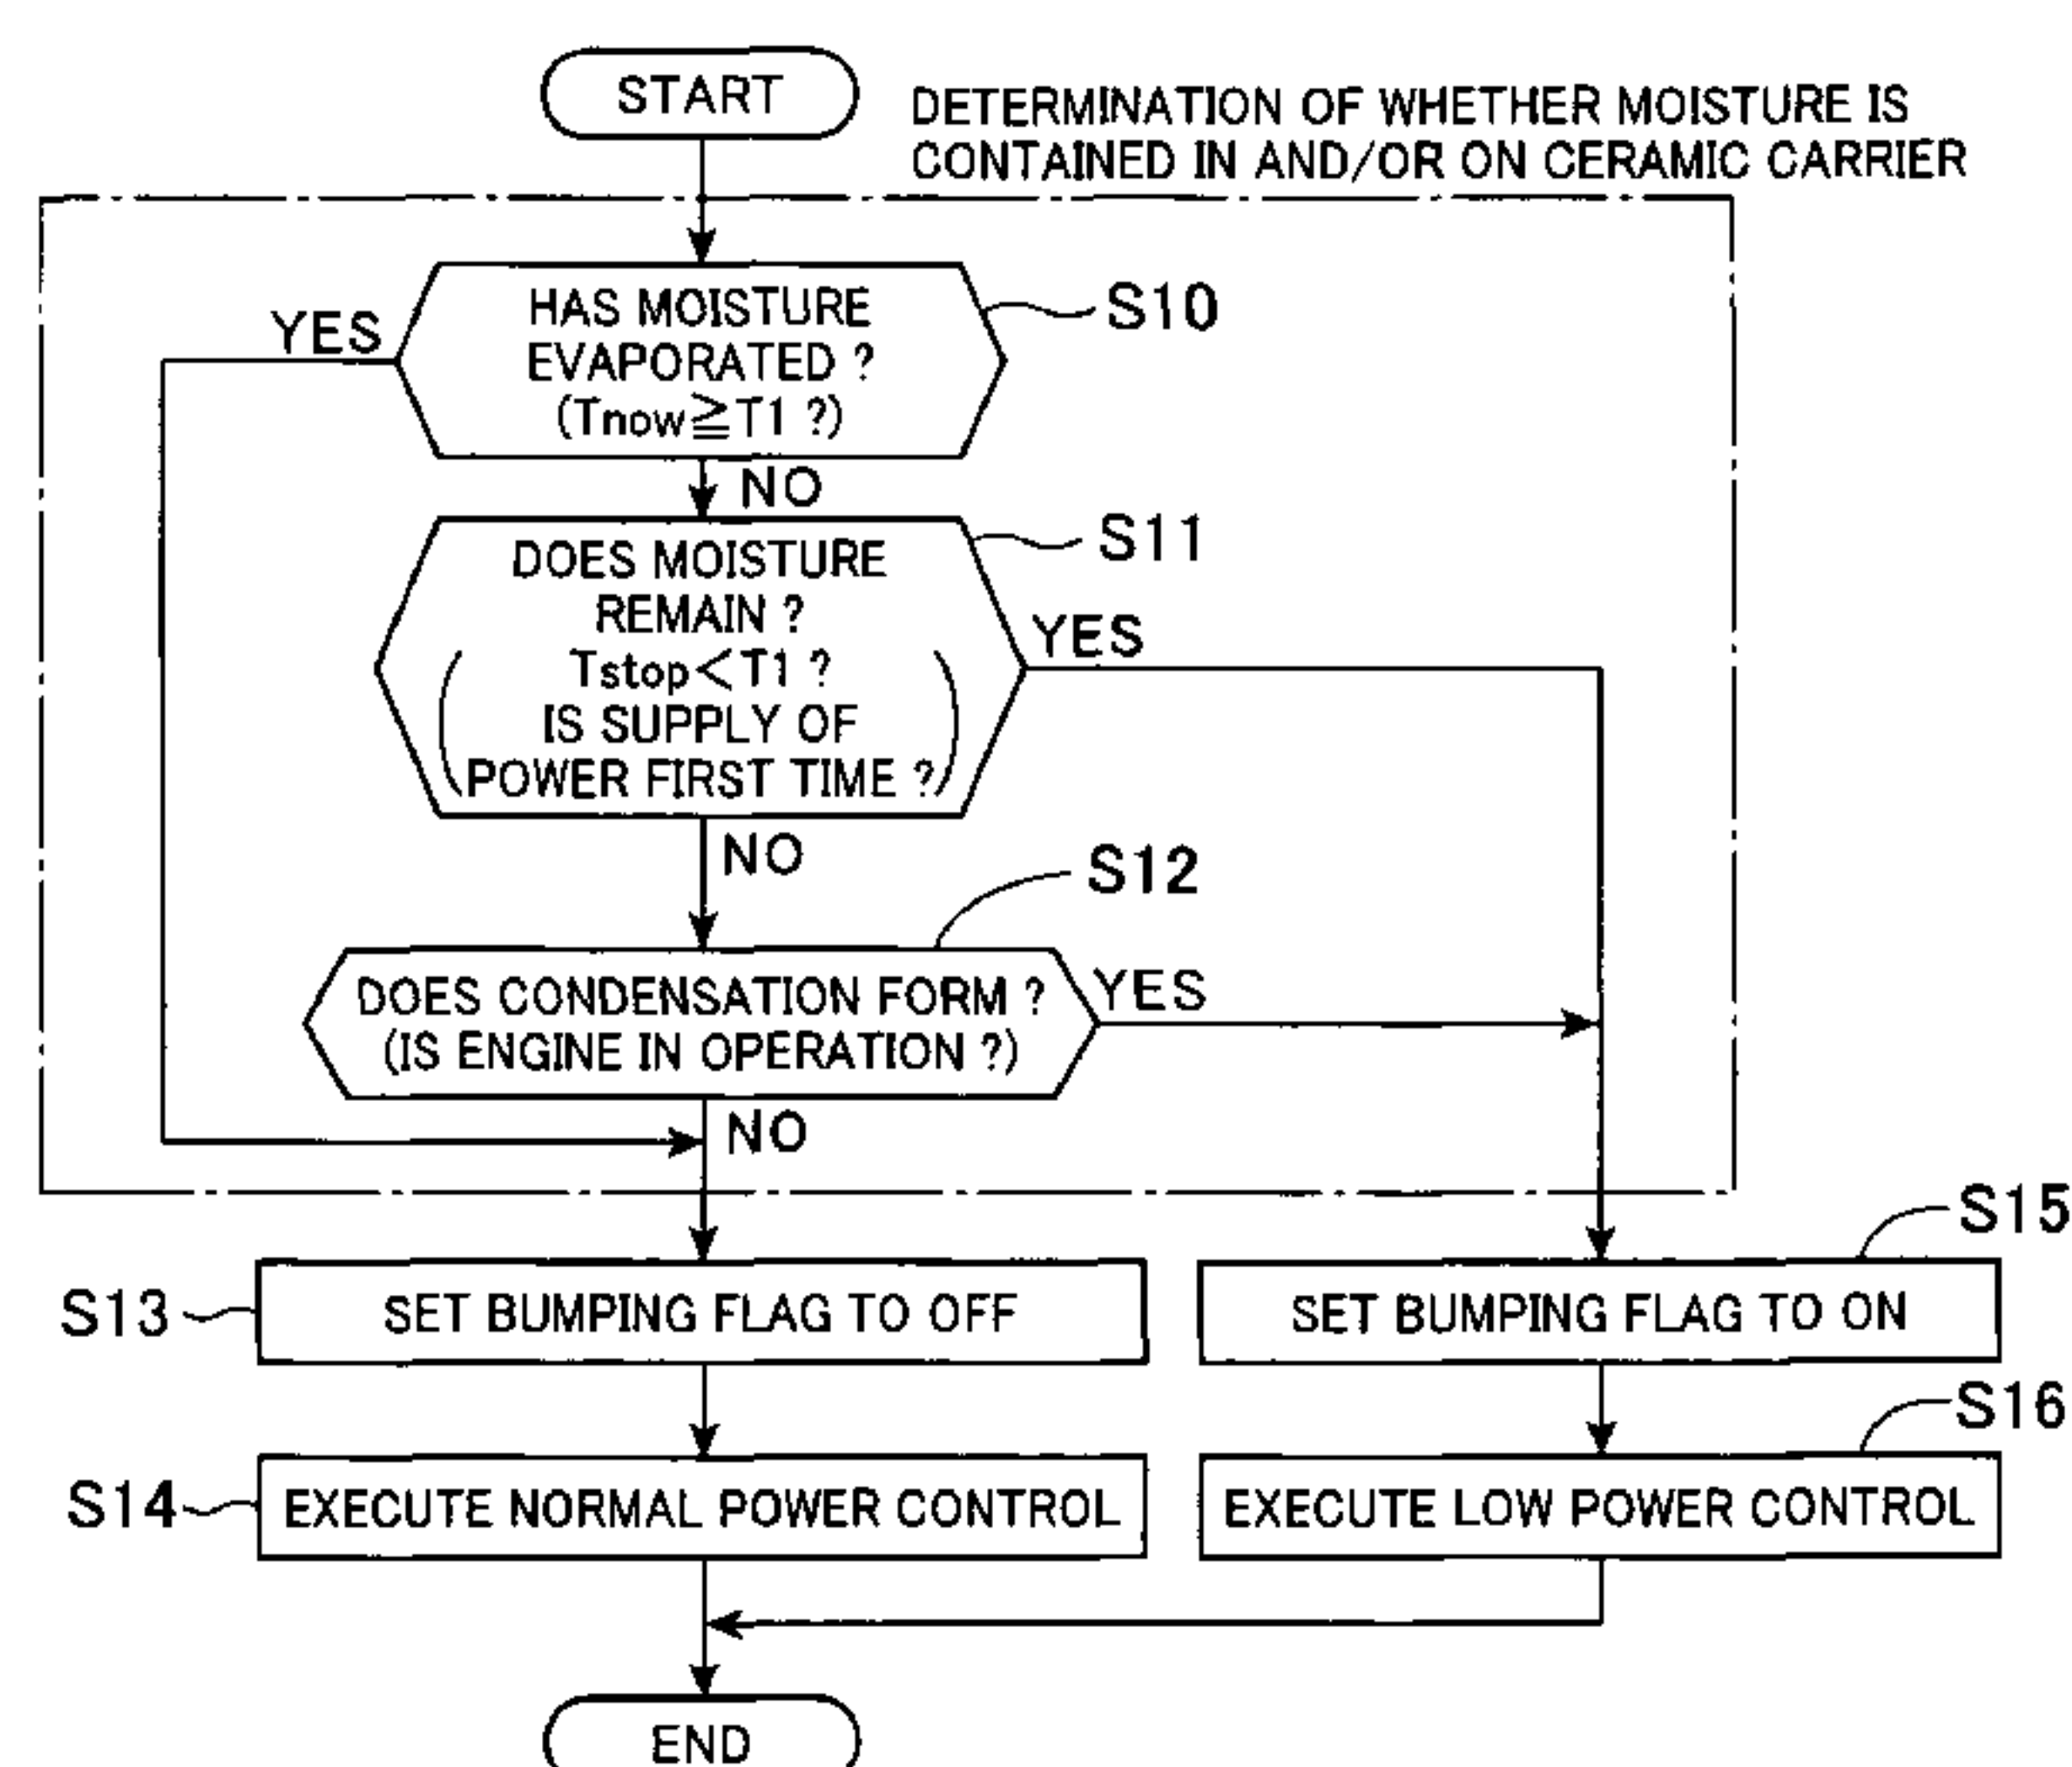 START
DETERMINATION OF WHETHER MOISTURE IS
CONTAINED IN AND/OR ON CERAMIC CARRIER
HAS MOISTURE
EVAPORATED ?
(Tnow≧T1 ?)
S10
YES
NO
DOES MOISTURE
REMAIN ?
Tstop<T1 ?
IS SUPPLY OF
POWER FIRST TIME ?
S11
YES
NO
S12
DOES CONDENSATION FORM ?
(IS ENGINE IN OPERATION ?)
YES
NO
S13
SET BUMPING FLAG TO OFF
S15
SET BUMPING FLAG TO ON
S14
EXECUTE NORMAL POWER CONTROL
S16
EXECUTE LOW POWER CONTROL
END